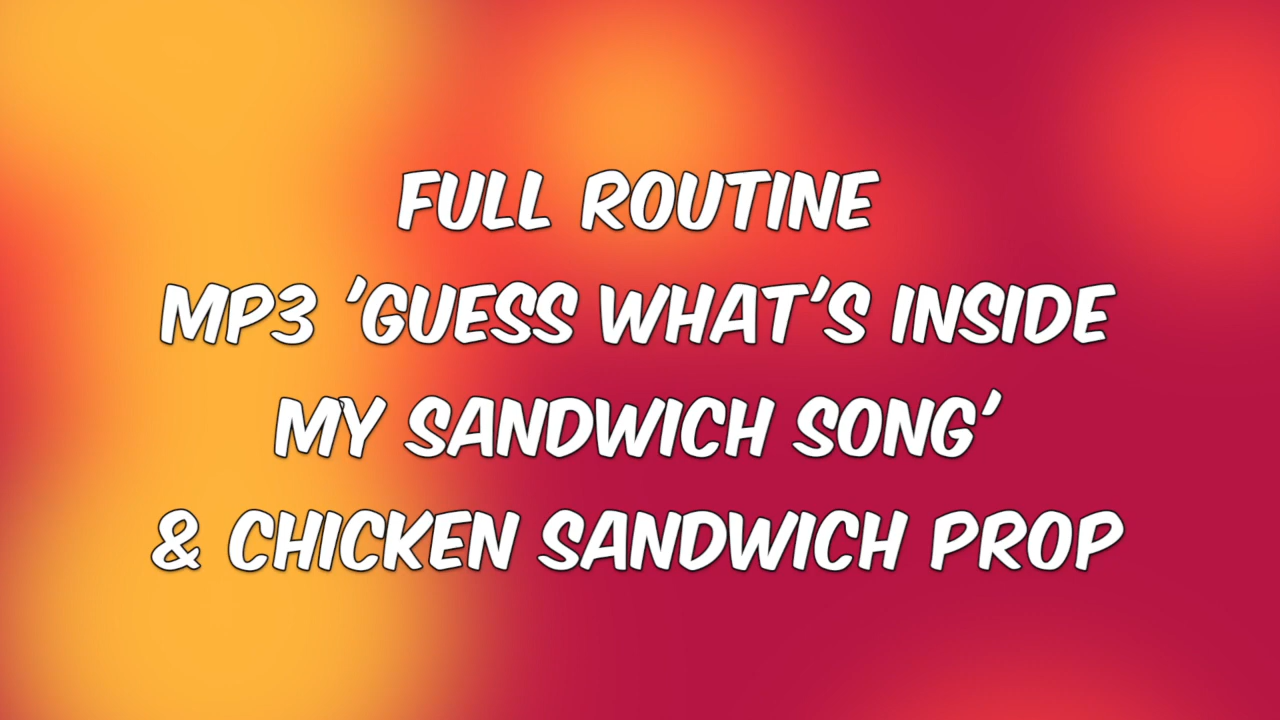 FULL ROUTINE
MP3 'GUESS WHAT'S INSIDE
MY SANDWICH SONG'
& CHICKEN SANDWICH PROP